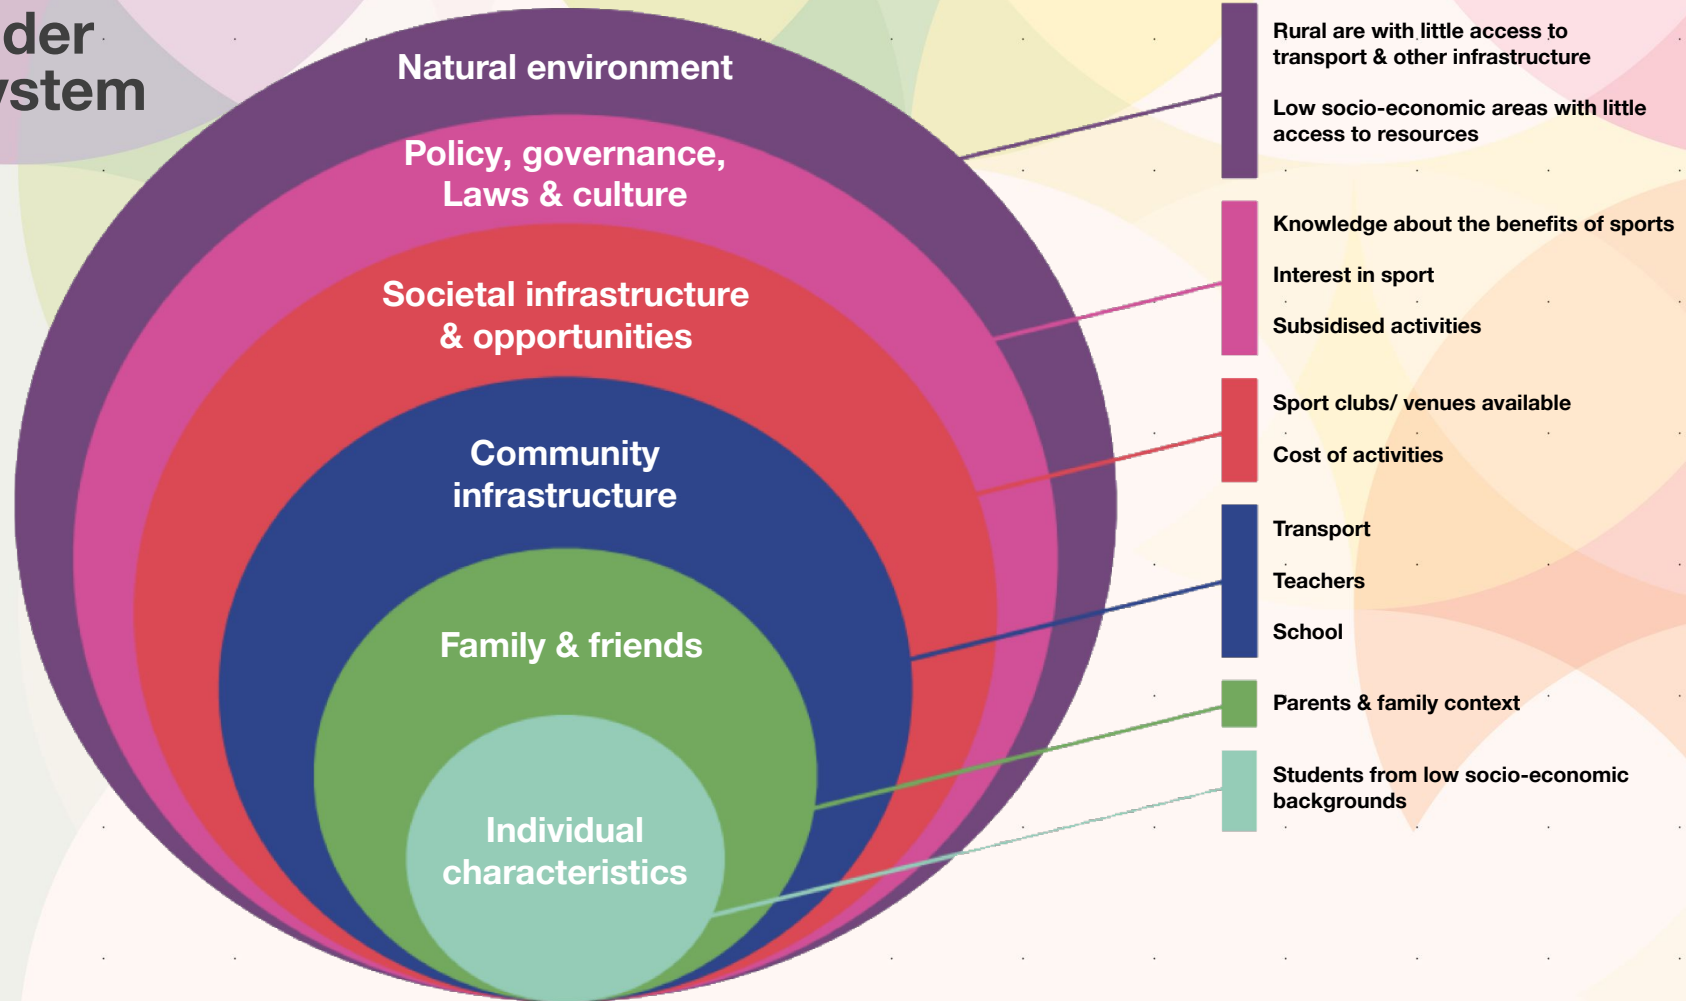 der
ystem
Natural environment
Policy, governance,
Laws & culture
Societal infrastructure
& opportunities
Community
infrastructure
Family & friends
Individual
characteristics
Rural are with little access to
transport & other infrastructure
Low socio-economic areas with little
access to resources
Knowledge about the benefits of sports
Interest in sport
Subsidised activities
Sport clubs/ venues available
Cost of activities
Transport
Teachers
School
Parents & family context
Students from low socio-economic
backgrounds